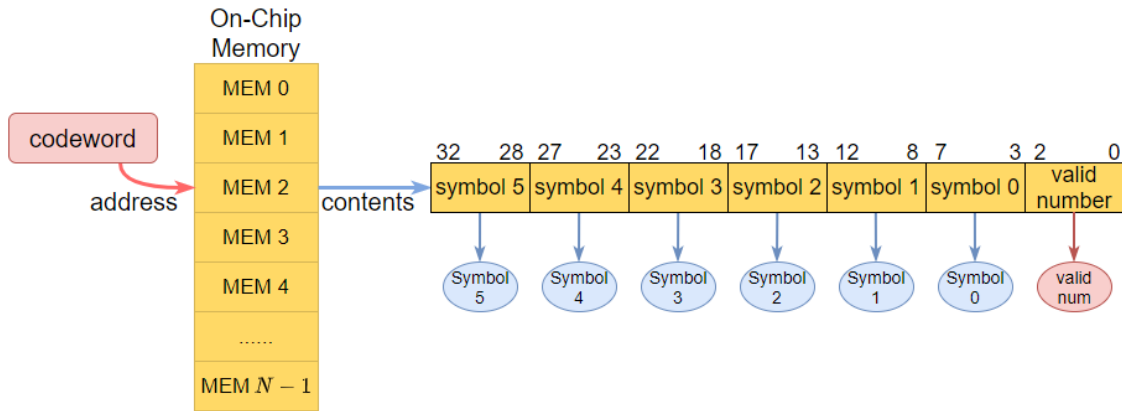 On-Chip
Memory
MEM 0
MEM 1
MEM 2
MEM 3
MEM 4
......
MEM N − 1
codeword
address
contents
32 28 27 23 22 18 17 13 12 8 7 3 2 0
symbol 5 symbol 4 symbol 3 symbol 2 symbol 1 symbol 0 valid
number
Symbol
5
Symbol
4
Symbol
3
Symbol
2
Symbol
1
Symbol
0
valid
num